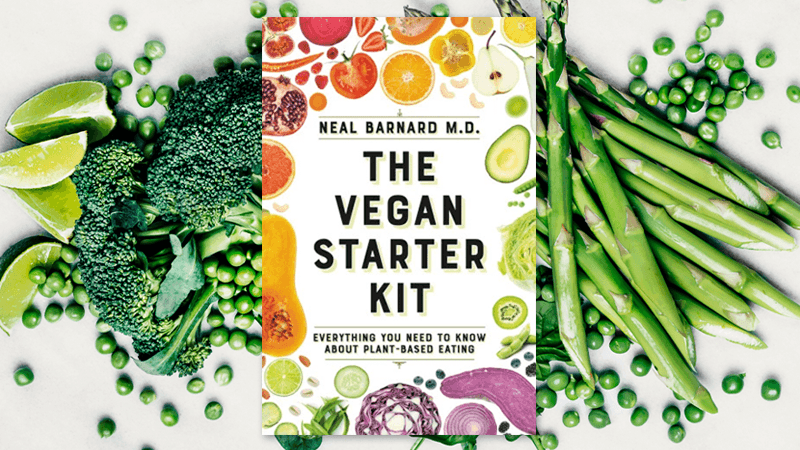 NEAL BARNARD M.D.
THE
VEGAN
STARTER
KIT
EVERYTHING YOU NEED TO KNOW
ABOUT PLANT-BASED EATING